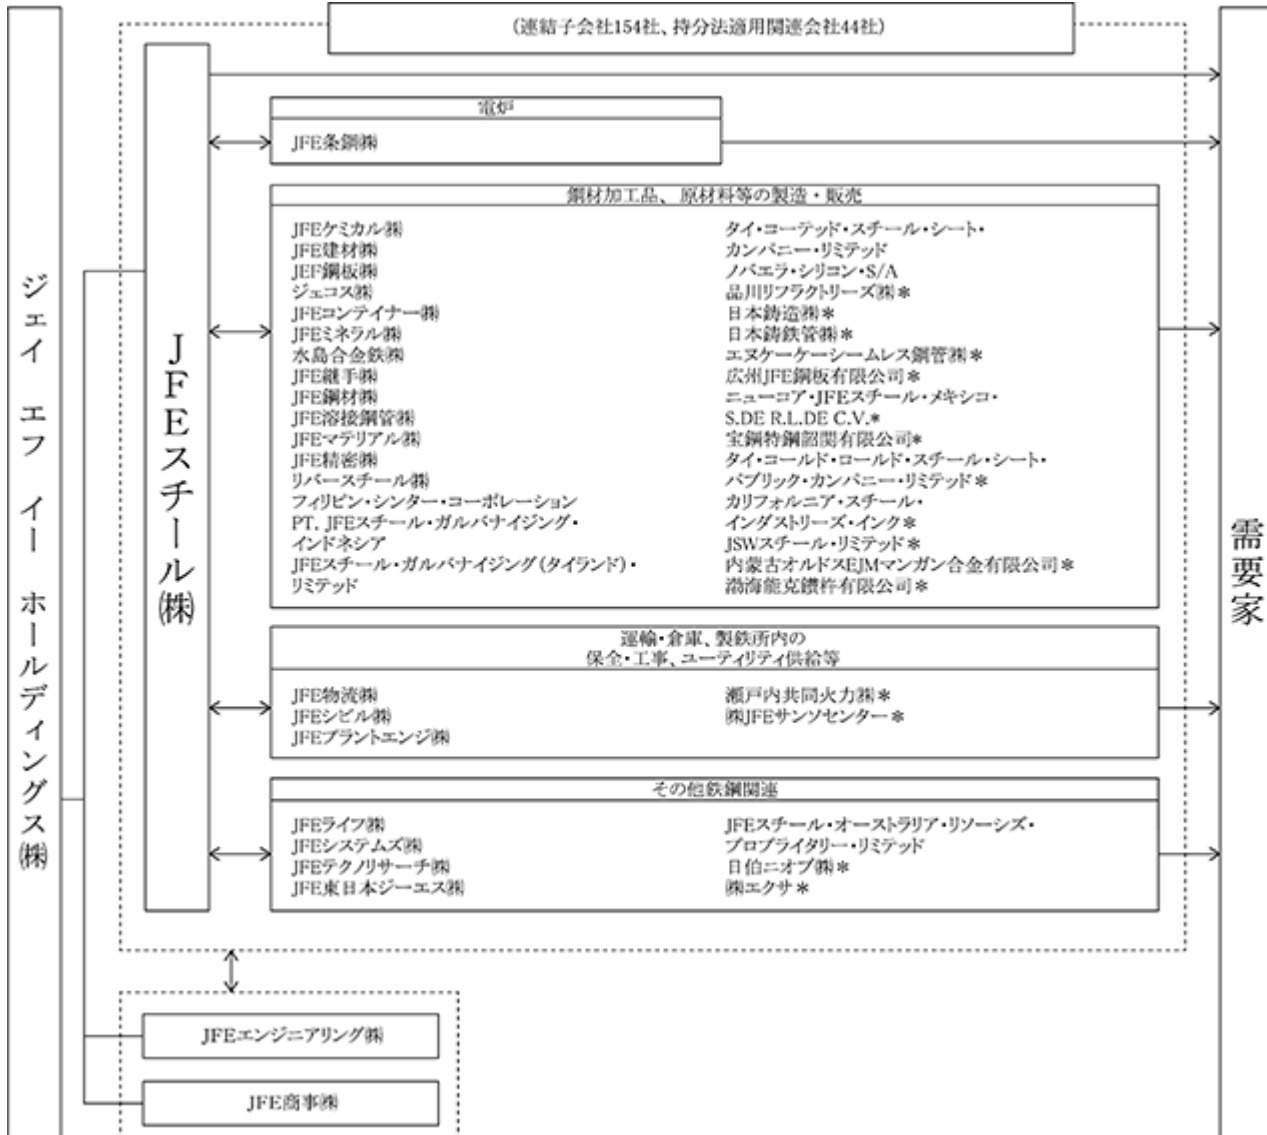 (連結子会社154社、持分法適用関連会社44社)
ジェイ エフ イー ホールディングス㈱
JFEスチール㈱
電炉
JFE条鋼㈱
鋼材加工品、原材料等の製造・販売
JFEケミカル㈱
JFE建材㈱
JEF鋼板㈱
ジェコス㈱
JFEコンテイナー㈱
JFEミネラル㈱
水島合金鉄㈱
JFE継手㈱
JFE鋼材㈱
JFE溶接鋼管㈱
JFEマテリアル㈱
JFE精密㈱
リバースチール㈱
フィリピン・シンター・コーポレーション
PT. JFEスチール・ガルバナイジング・
インドネシア
JFEスチール・ガルバナイジング(タイランド)・
リミテッド
タイ・コーテッド・スチール・シート・
カンパニー・リミテッド
ノバエラ・シリコン・S/A
品川リフラクトリーズ㈱＊
日本鋳造㈱＊
日本鋳鉄管㈱＊
エヌケーケーシームレス鋼管㈱＊
広州JFE鋼板有限公司＊
ニューコア・JFEスチール・メキシコ・
S.DE R.L.DE C.V.*
宝鋼特鋼韶関有限公司*
タイ・コールド・ロールド・スチール・シート・
パブリック・カンパニー・リミテッド＊
カリフォルニア・スチール・
インダストリーズ・インク＊
JSWスチール・リミテッド＊
内蒙古オルドスEJMマンガン合金有限公司＊
渤海能克鑽杆有限公司＊
運輸・倉庫、製鉄所内の
保全・工事、ユーティリティ供給等
JFE物流㈱
JFEシビル㈱
JFEプラントエンジ㈱
瀬戸内共同火力㈱＊
㈱JFEサンソセンター＊
その他鉄鋼関連
JFEライフ㈱
JFEシステムズ㈱
JFEテクノリサーチ㈱
JFE東日本ジーエス㈱
JFEスチール・オーストラリア・リソーシズ・
プロプライタリー・リミテッド
日伯ニオブ㈱＊
㈱エクサ＊
需要家
JFEエンジニアリング㈱
JFE商事㈱